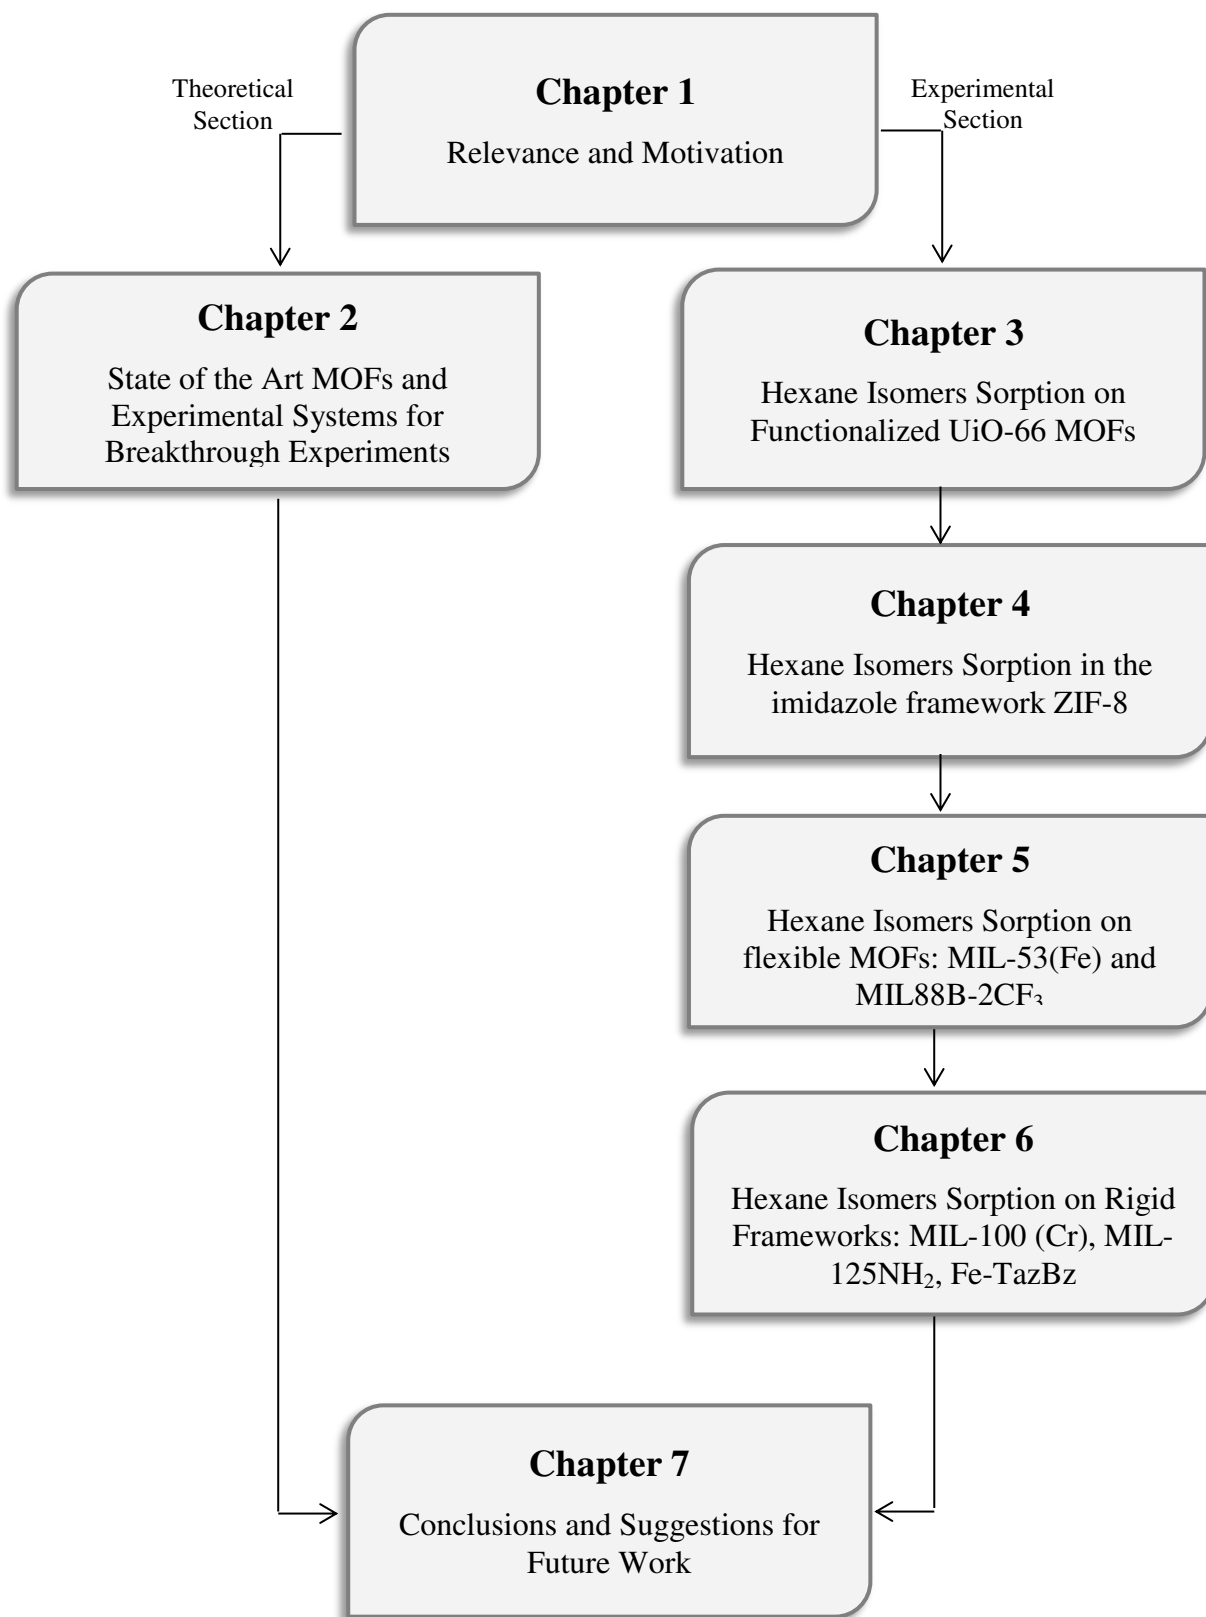 Theoretical
Section
Chapter 1
Relevance and Motivation
Experimental
Section
Chapter 2
State of the Art MOFs and
Experimental Systems for
Breakthrough Experiments
Chapter 3
Hexane Isomers Sorption on
Functionalized UiO-66 MOFs
Chapter 4
Hexane Isomers Sorption in the
imidazole framework ZIF-8
Chapter 5
Hexane Isomers Sorption on
flexible MOFs: MIL-53(Fe) and
MIL88B-2CF₃
Chapter 6
Hexane Isomers Sorption on Rigid
Frameworks: MIL-100 (Cr), MIL-
125NH₂, Fe-TazBz
Chapter 7
Conclusions and Suggestions for
Future Work